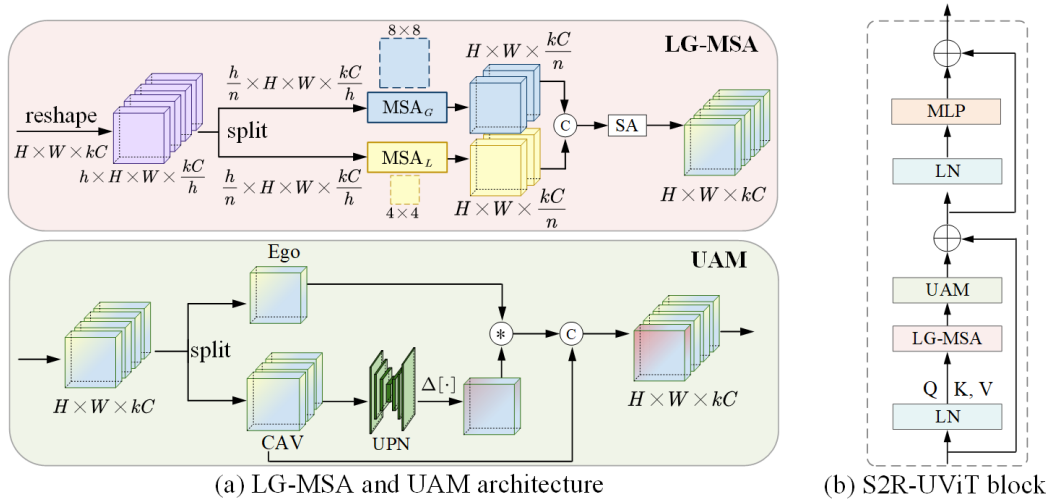 LG-MSA
8×8
H×W×kC/n
h/n×H×W×kC/h
reshape
MSA_G
H×W×kC
split
C
SA
MSA_L
h×H×W×kC/h
h/n×H×W×kC/h
4×4
H×W×kC/n
H×W×kC
UAM
Ego
split
*
C
Δ[·]
H×W×kC
H×W×kC
CAV
UPN
(a) LG-MSA and UAM architecture
MLP
LN
UAM
LG-MSA
Q K, V
LN
(b) S2R-UViT block